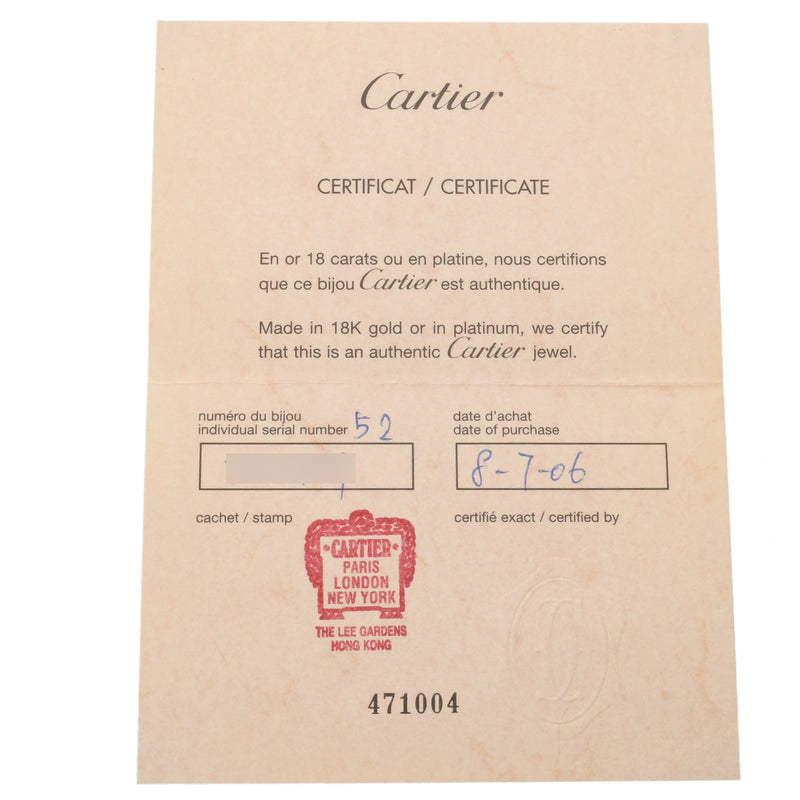 Cartier
CERTIFICAT / CERTIFICATE
En or 18 carats ou en platine, nous certifions
que ce bijou Cartier est authentique.
Made in 18K gold or in platinum, we certify
that this is an authentic Cartier jewel.
numéro du bijou
individual serial number 52
date d'achat
date of purchase
8-7-06
cachet / stamp
certifié exact / certified by
CARTIER
PARIS
LONDON
NEW YORK
THE LEE GARDENS
HONG KONG
471004